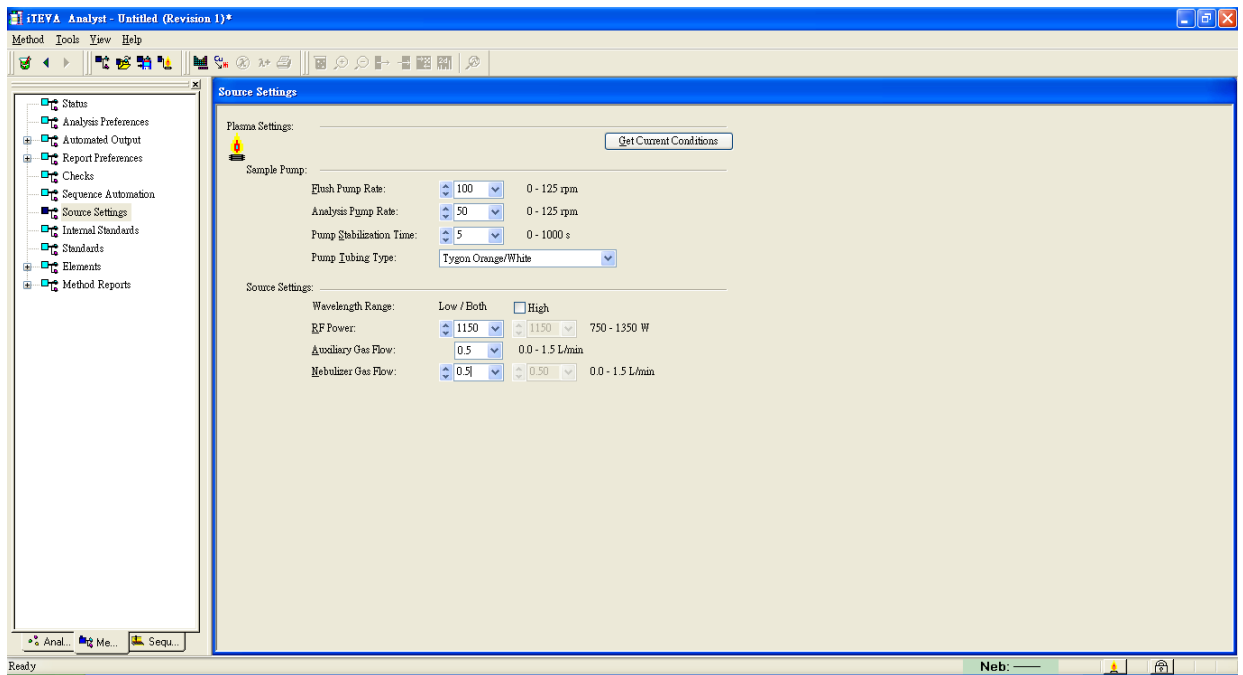 iTEVA Analyst - Untitled (Revision 1)*
Method Tools View Help
Status
Analysis Preferences
Automated Output
Report Preferences
Checks
Sequence Automation
Source Settings
Internal Standards
Standards
Elements
Method Reports
Anal... Me... Sequ...
Source Settings
Plasma Settings:
Get Current Conditions
Sample Pump:
Flush Pump Rate: 100 0 - 125 rpm
Analysis Pump Rate: 50 0 - 125 rpm
Pump Stabilization Time: 5 0 - 1000 s
Pump Tubing Type: Tygon Orange/White
Source Settings:
Wavelength Range: Low / Both High
RF Power: 1150 1150 750 - 1350 W
Auxiliary Gas Flow: 0.5 0.0 - 1.5 L/min
Nebulizer Gas Flow: 0.5 0.50 0.0 - 1.5 L/min
Ready Neb: ——